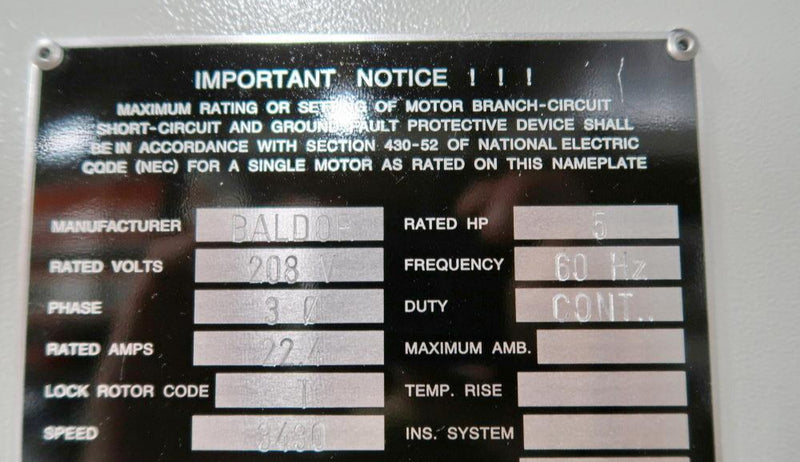 IMPORTANT NOTICE ! ! !
MAXIMUM RATING OR SETTING OF MOTOR BRANCH-CIRCUIT
SHORT-CIRCUIT AND GROUND FAULT PROTECTIVE DEVICE SHALL
BE IN ACCORDANCE WITH SECTION 430-52 OF NATIONAL ELECTRIC
CODE (NEC) FOR A SINGLE MOTOR AS RATED ON THIS NAMEPLATE
MANUFACTURER BALDOR RATED HP 5
RATED VOLTS 208 V FREQUENCY 60 Hz
PHASE 3 Ø DUTY CONT.
RATED AMPS MAXIMUM AMB.
LOCK ROTOR CODE TEMP. RISE
SPEED INS. SYSTEM